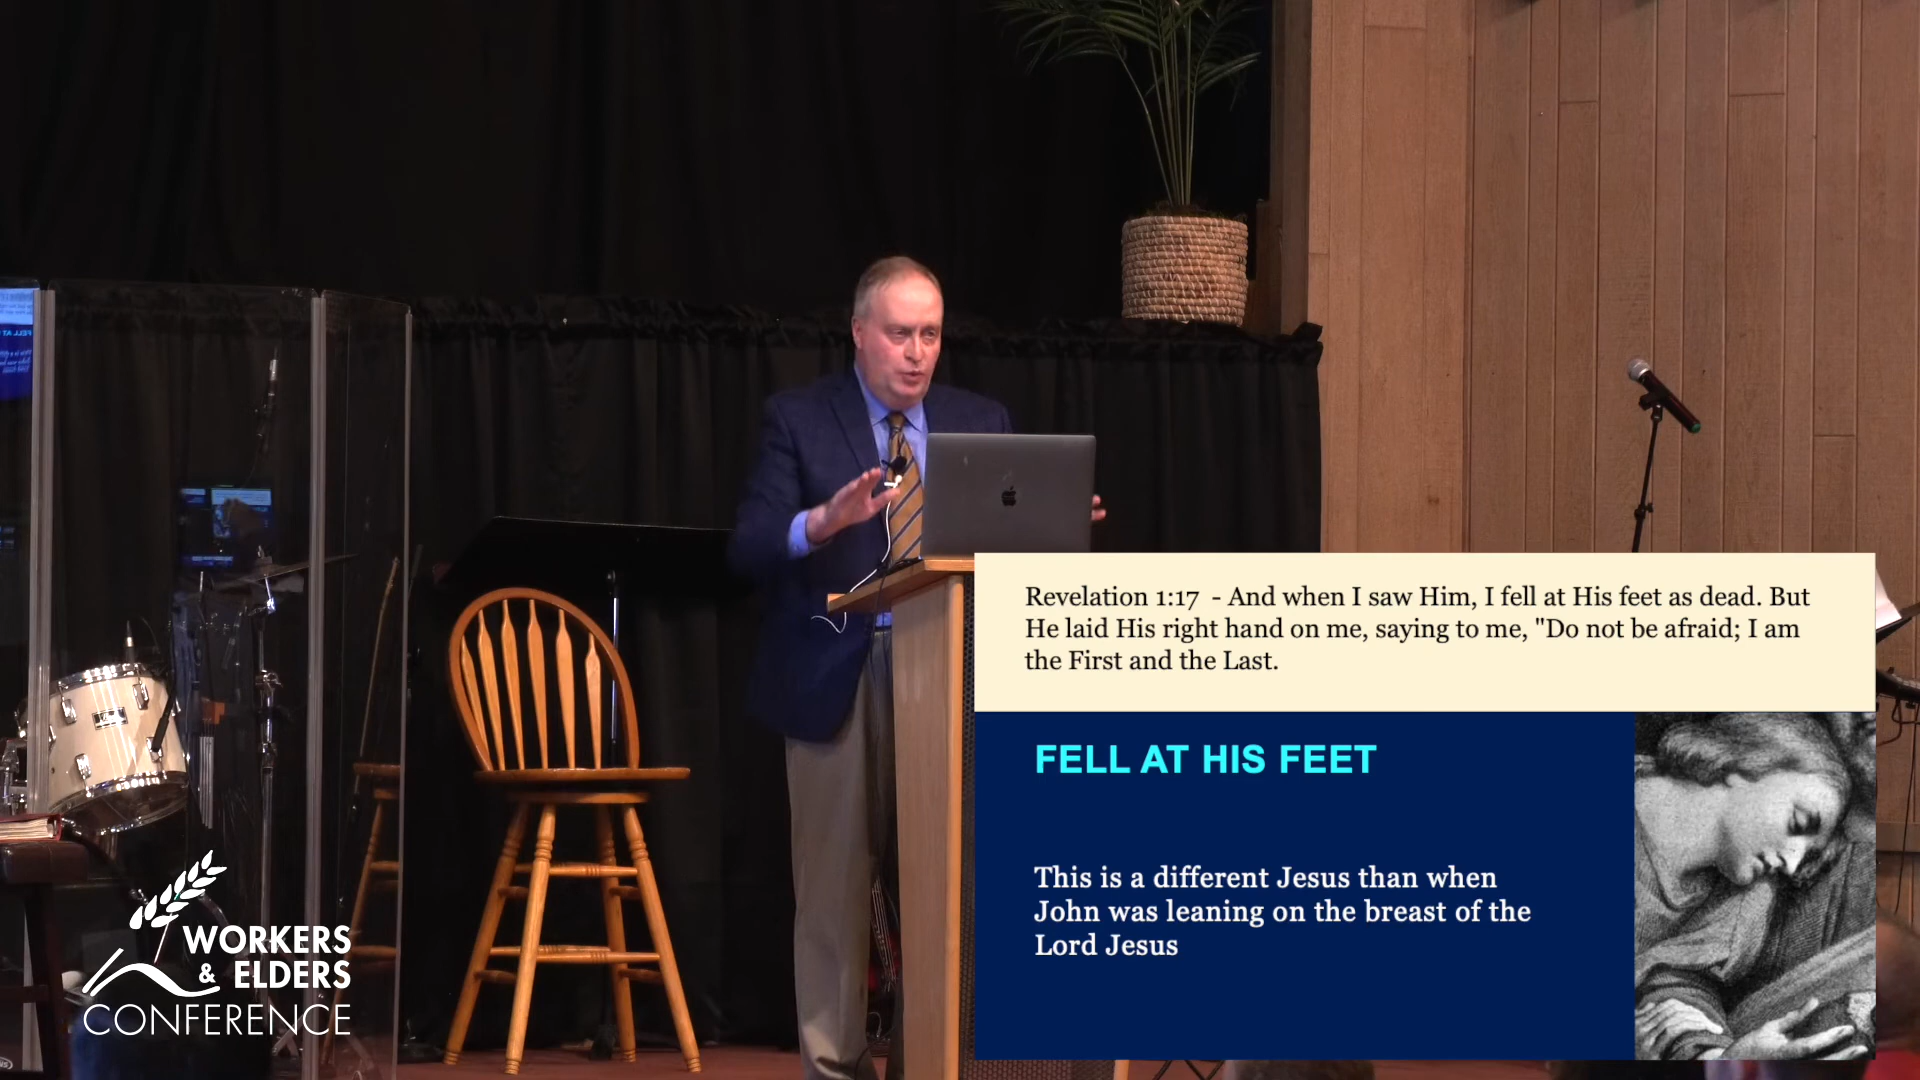 Revelation 1:17  - And when I saw Him, I fell at His feet as dead. But
He laid His right hand on me, saying to me, "Do not be afraid; I am
the First and the Last.
FELL AT HIS FEET
This is a different Jesus than when
John was leaning on the breast of the
Lord Jesus
WORKERS
& ELDERS
CONFERENCE